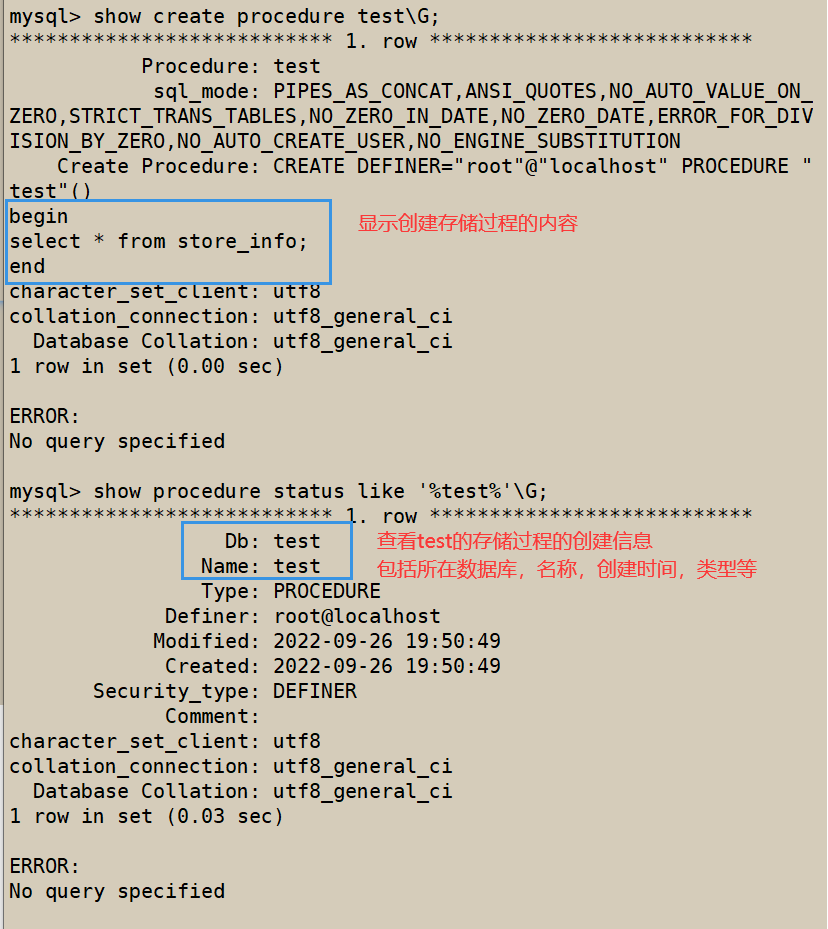 mysql> show create procedure test\G;
*************************** 1. row ***************************
Procedure: test
sql_mode: PIPES_AS_CONCAT,ANSI_QUOTES,NO_AUTO_VALUE_ON_
ZERO,STRICT_TRANS_TABLES,NO_ZERO_IN_DATE,NO_ZERO_DATE,ERROR_FOR_DIV
ISION_BY_ZERO,NO_AUTO_CREATE_USER,NO_ENGINE_SUBSTITUTION
Create Procedure: CREATE DEFINER="root"@"localhost" PROCEDURE "
test"()
begin
显示创建存储过程的内容
select * from store_info;
end
character_set_client: utf8
collation_connection: utf8_general_ci
Database Collation: utf8_general_ci
1 row in set (0.00 sec)
ERROR:
No query specified
mysql> show procedure status like '%test%'\G;
*************************** 1. row ***************************
Db: test
查看test的存储过程的创建信息
Name: test
包括所在数据库，名称，创建时间，类型等
Type: PROCEDURE
Definer: root@localhost
Modified: 2022-09-26 19:50:49
Created: 2022-09-26 19:50:49
Security_type: DEFINER
Comment:
character_set_client: utf8
collation_connection: utf8_general_ci
Database Collation: utf8_general_ci
1 row in set (0.03 sec)
ERROR:
No query specified